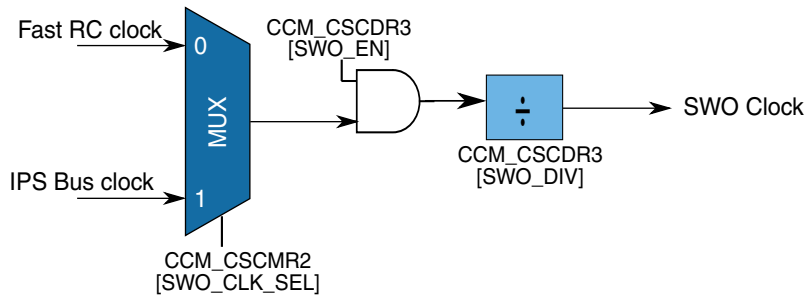 Fast RC clock
CCM_CSCDR3
[SWO_EN]
0
MUX
÷
SWO Clock
CCM_CSCDR3
[SWO_DIV]
IPS Bus clock
1
CCM_CSCMR2
[SWO_CLK_SEL]